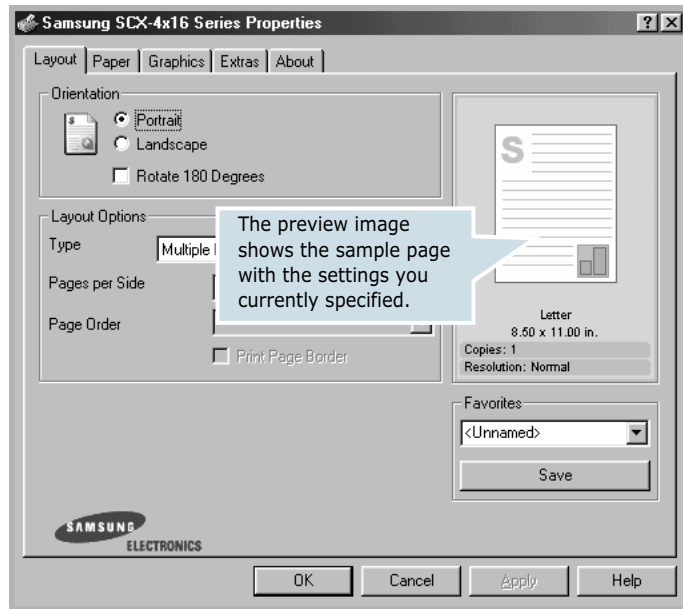 Samsung SCX-4x16 Series Properties
Layout Paper Graphics Extras About
Orientation
Portrait
Landscape
Rotate 180 Degrees
Layout Options
Type
Multiple
Pages per Side
Page Order
Print Page Border
The preview image
shows the sample page
with the settings you
currently specified.
S
Letter
8.50 x 11.00 in.
Copies: 1
Resolution: Normal
Favorites
<Unnamed>
Save
SAMSUNG
ELECTRONICS
OK Cancel Apply Help